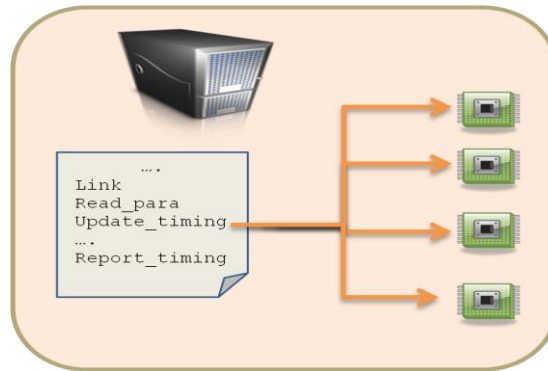 ….
Link
Read_para
Update_timing
….
Report_timing